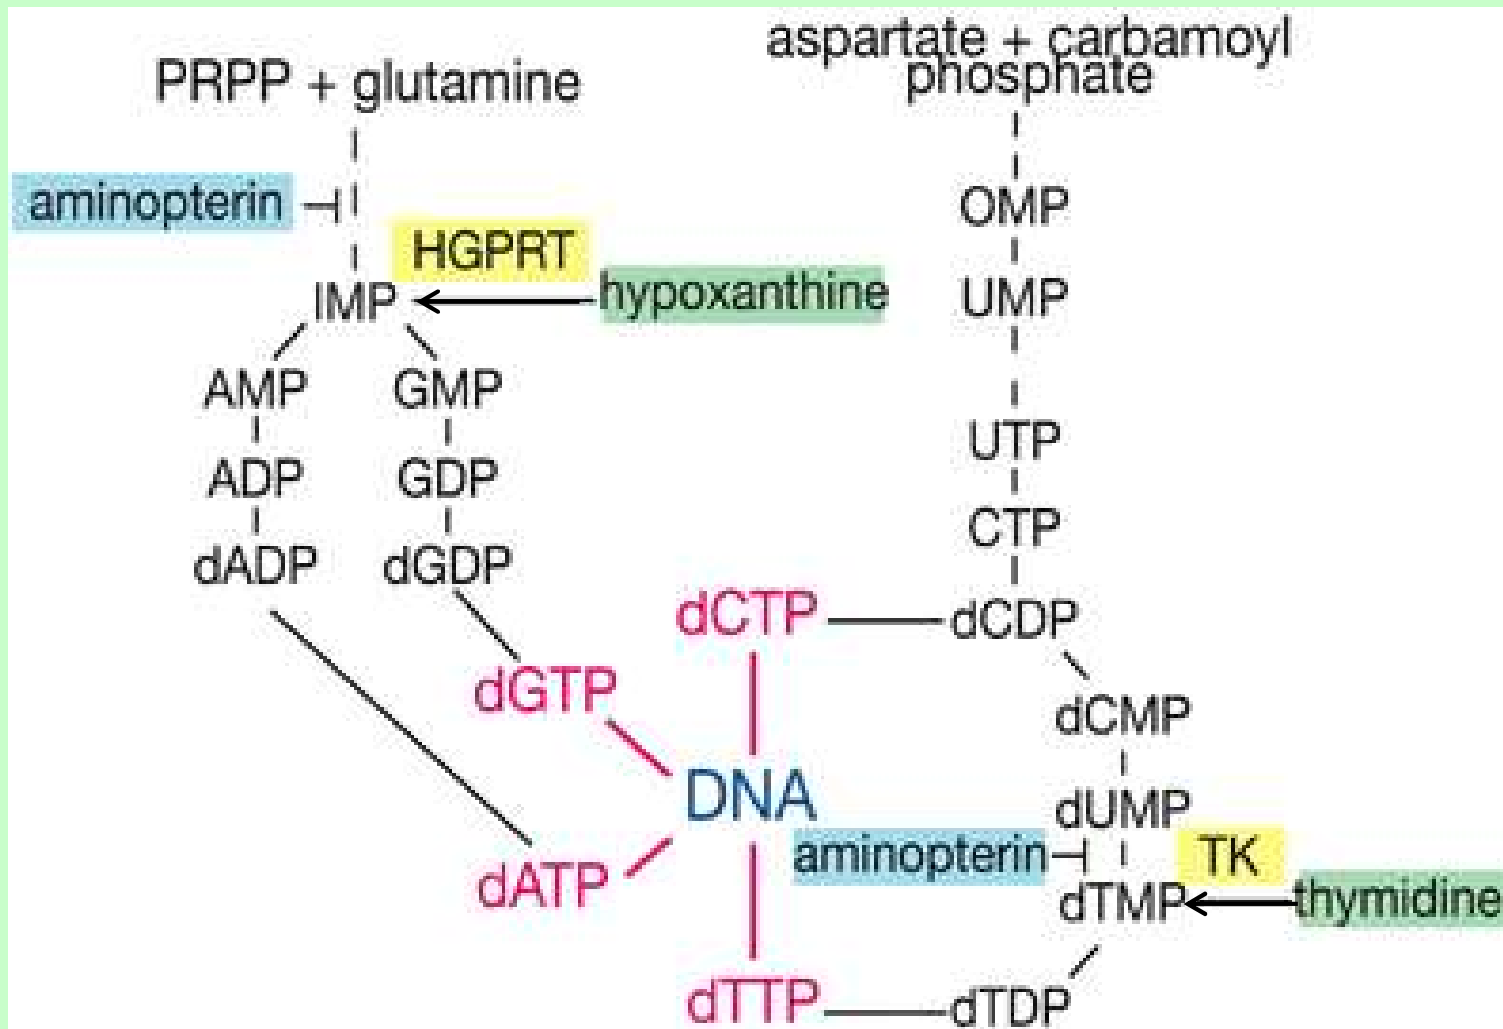 PRPP + glutamine
aspartate + carbamoyl
phosphate
aminopterin
HGPRT
hypoxanthine
IMP
OMP
UMP
AMP
GMP
UTP
ADP
GDP
CTP
dADP
dGDP
dCTP
dCDP
dGTP
dCMP
DNA
dUMP
aminopterin
TK
dATP
dTMP
thymidine
dTTP
dTDP